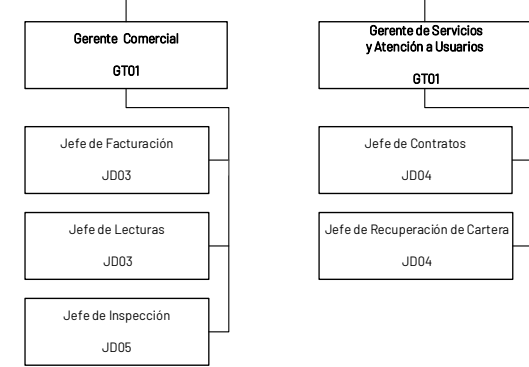 Gerente Comercial
GT01
Jefe de Facturación
JD03
Jefe de Lecturas
JD03
Jefe de Inspección
JD05
Gerente de Servicios
y Atención a Usuarios
GT01
Jefe de Contratos
JD04
Jefe de Recuperación de Cartera
JD04